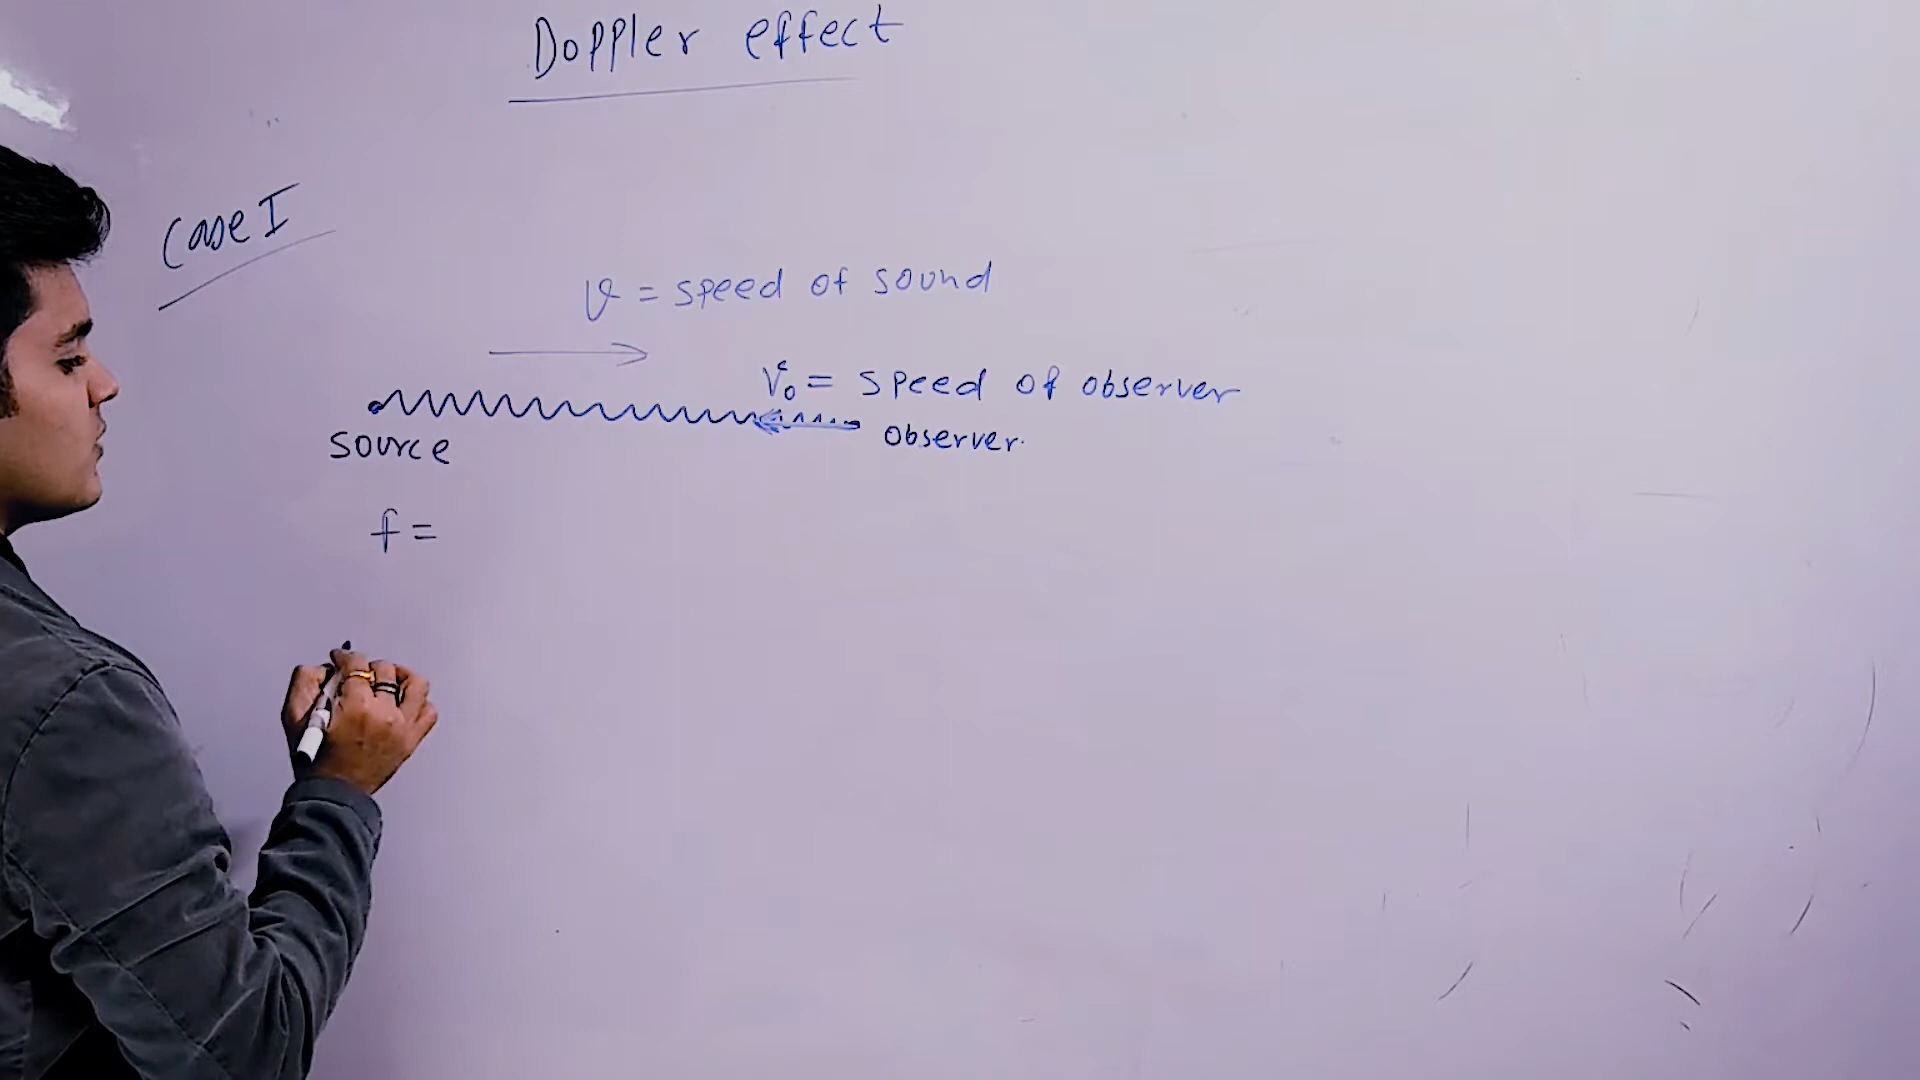 Doppler effect
Case I
v = speed of sound
v₀ = speed of observer
source
observer.
f =